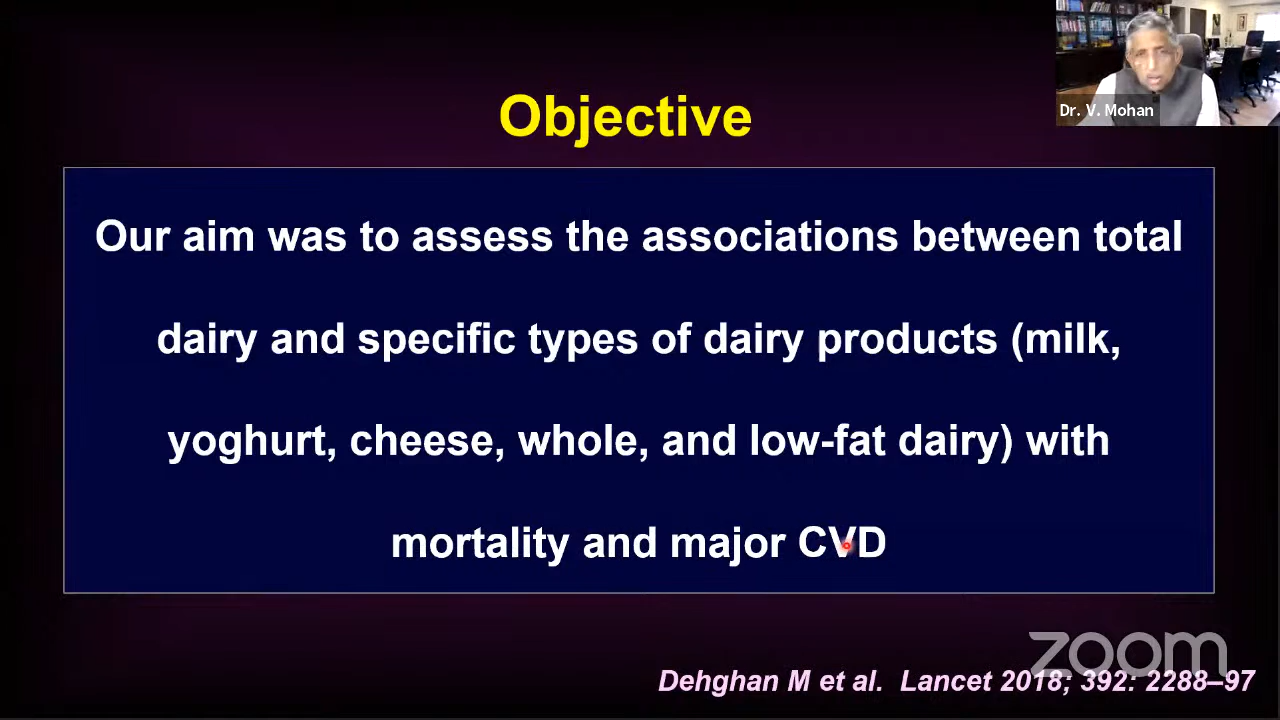 Dr. V. Mohan
Objective
Our aim was to assess the associations between total
dairy and specific types of dairy products (milk,
yoghurt, cheese, whole, and low-fat dairy) with
mortality and major CVD
zoom
Dehghan M et al. Lancet 2018; 392: 2288–97